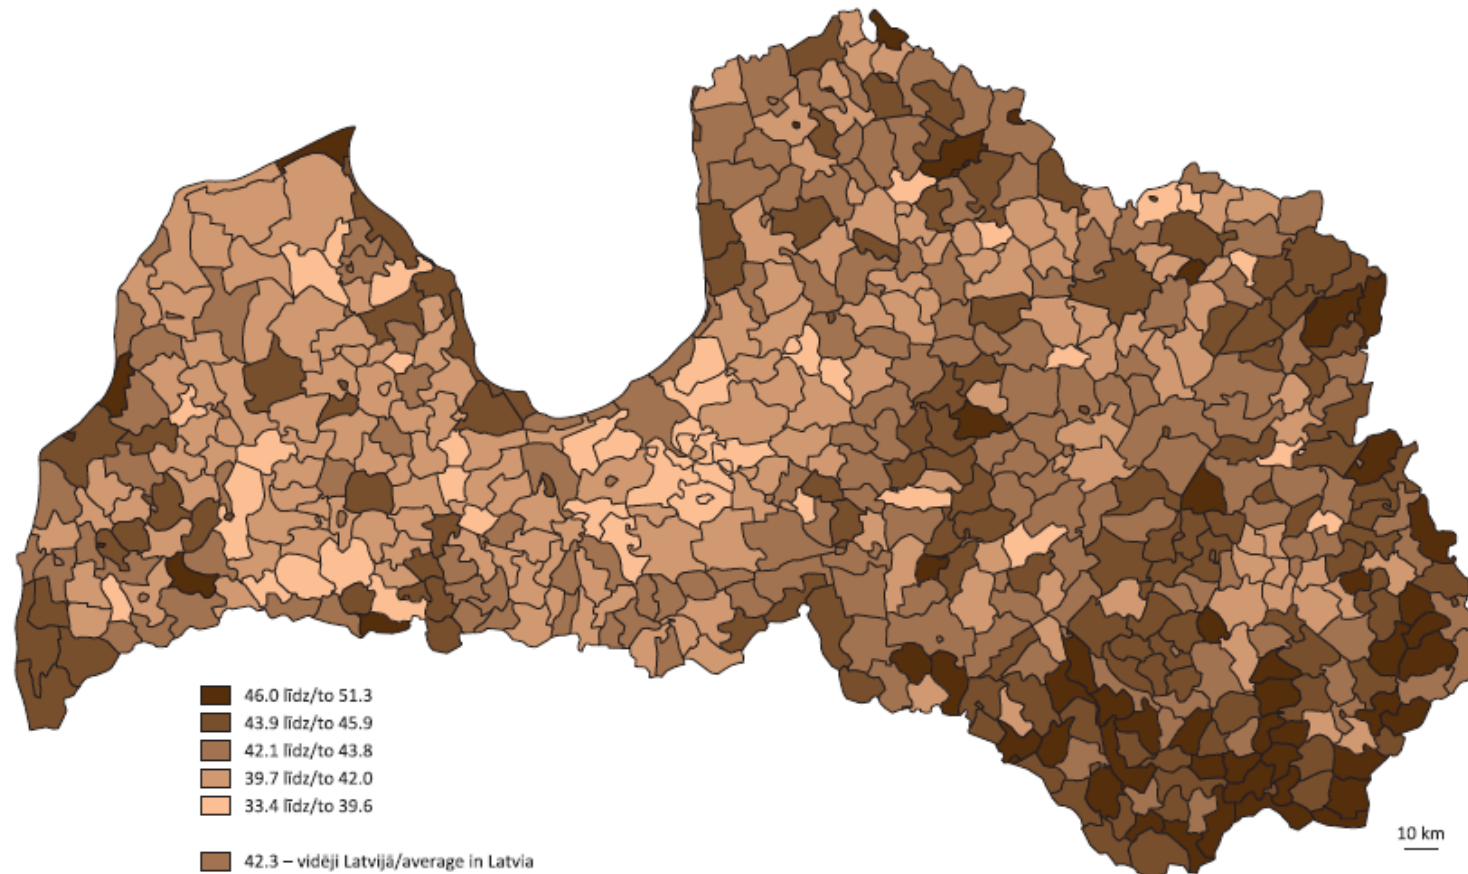 46.0 līdz/to 51.3
43.9 līdz/to 45.9
42.1 līdz/to 43.8
39.7 līdz/to 42.0
33.4 līdz/to 39.6
42.3 – vidēji Latvijā/average in Latvia
10 km